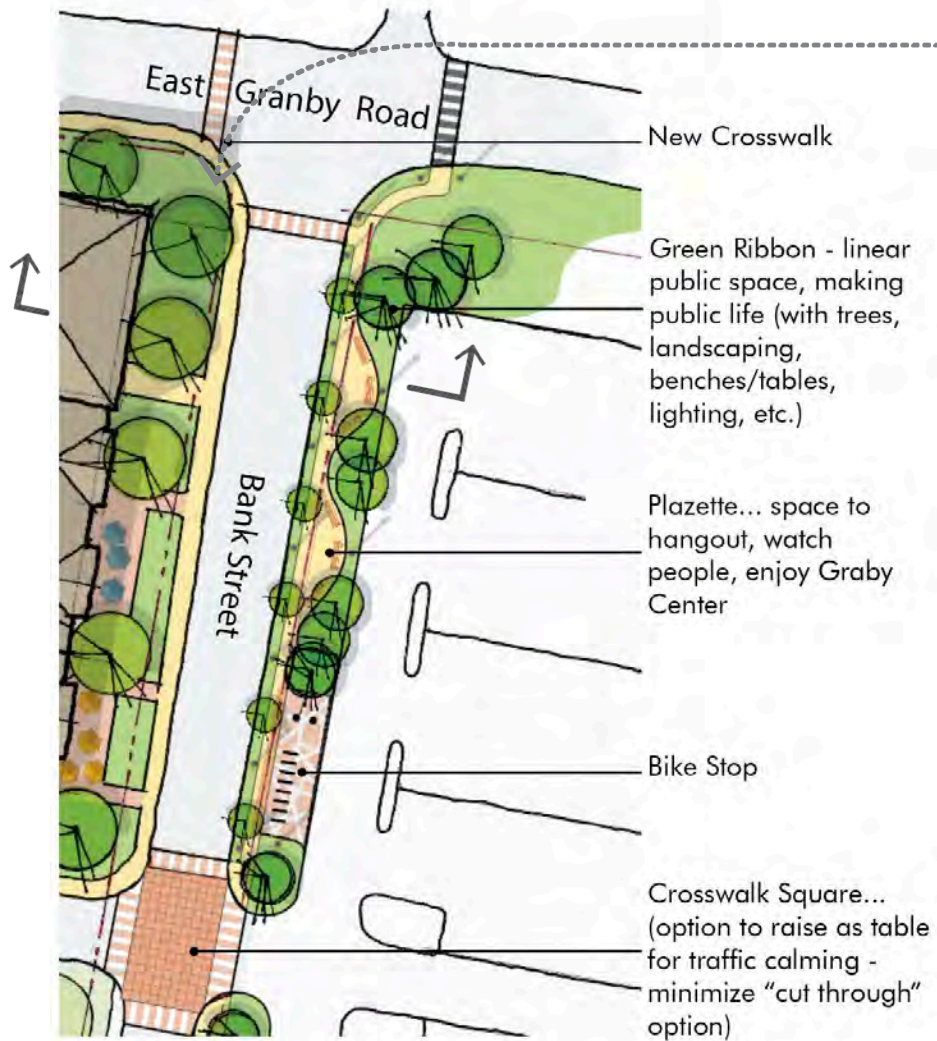 East Granby Road
New Crosswalk
Green Ribbon - linear
public space, making
public life (with trees,
landscaping,
benches/tables,
lighting, etc.)
Bank Street
Plazette... space to
hangout, watch
people, enjoy Graby
Center
Bike Stop
Crosswalk Square...
(option to raise as table
for traffic calming -
minimize “cut through”
option)